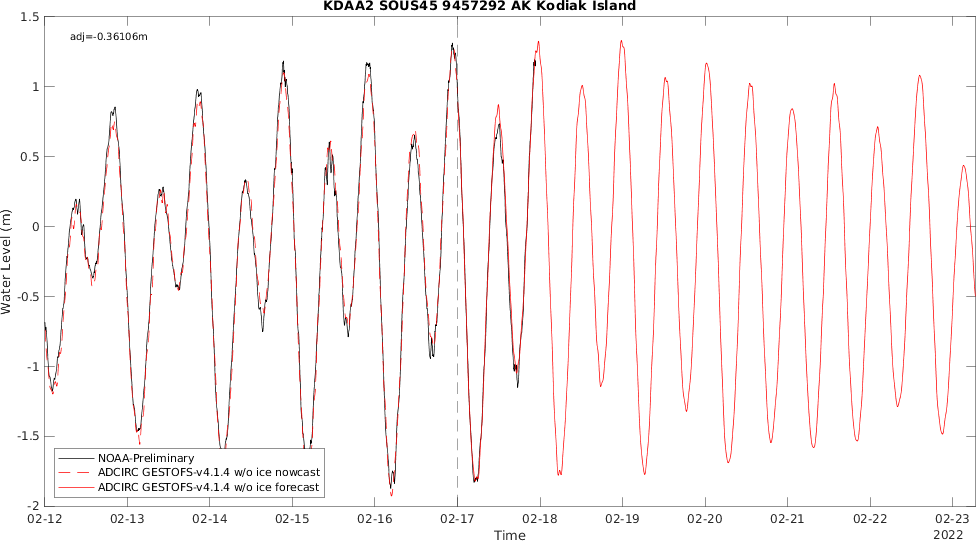 KDAA2 SOUS45 9457292 AK Kodiak Island
adj=-0.36106m
1.5
1
0.5
0
-0.5
-1
-1.5
-2
Water Level (m)
NOAA-Preliminary
ADCIRC GESTOFS-v4.1.4 w/o ice nowcast
ADCIRC GESTOFS-v4.1.4 w/o ice forecast
02-12 02-13 02-14 02-15 02-16 02-17 02-18 02-19 02-20 02-21 02-22 02-23
Time
2022